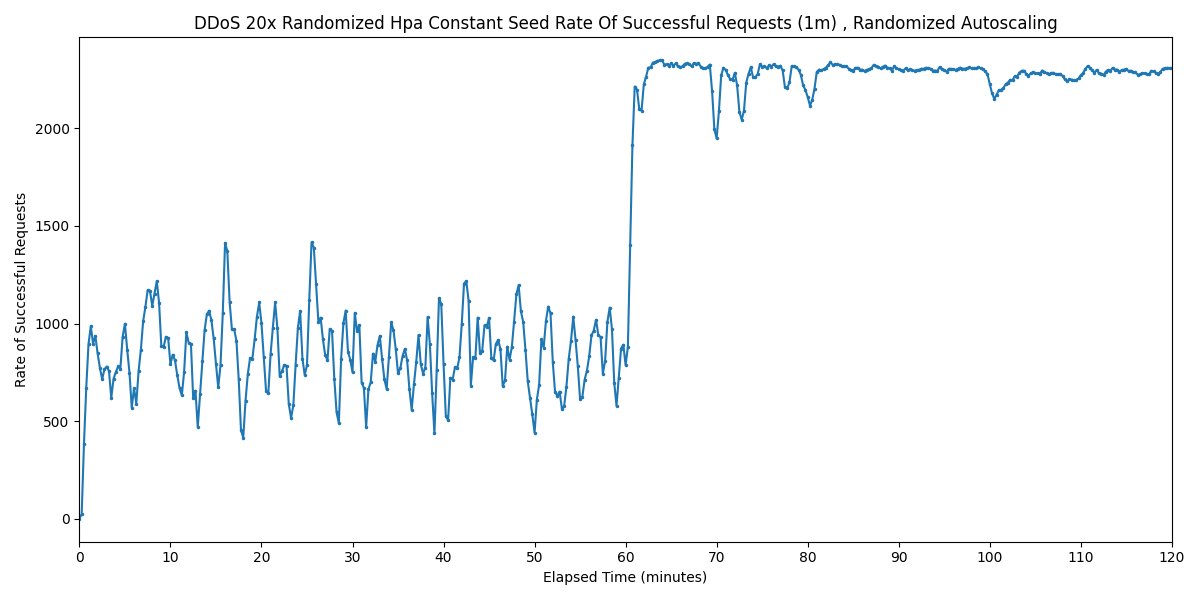 DDoS 20x Randomized Hpa Constant Seed Rate Of Successful Requests (1m) , Randomized Autoscaling
Rate of Successful Requests
2000
1500
1000
500
0
0 10 20 30 40 50 60 70 80 90 100 110 120
Elapsed Time (minutes)